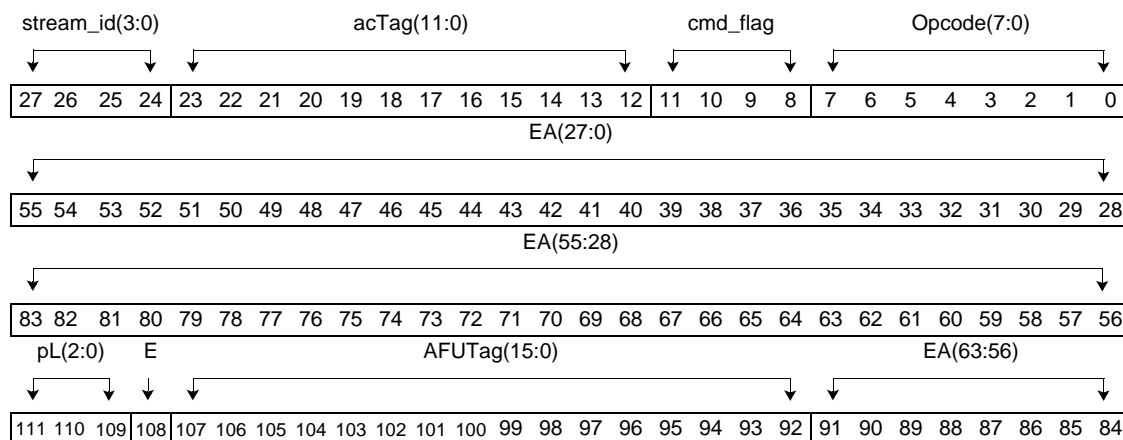 stream_id(3:0) acTag(11:0) cmd_flag Opcode(7:0)
27 26 25 24 23 22 21 20 19 18 17 16 15 14 13 12 11 10 9 8 7 6 5 4 3 2 1 0
EA(27:0)
55 54 53 52 51 50 49 48 47 46 45 44 43 42 41 40 39 38 37 36 35 34 33 32 31 30 29 28
EA(55:28)
83 82 81 80 79 78 77 76 75 74 73 72 71 70 69 68 67 66 65 64 63 62 61 60 59 58 57 56
pL(2:0) E AFUTag(15:0) EA(63:56)
111 110 109 108 107 106 105 104 103 102 101 100 99 98 97 96 95 94 93 92 91 90 89 88 87 86 85 84